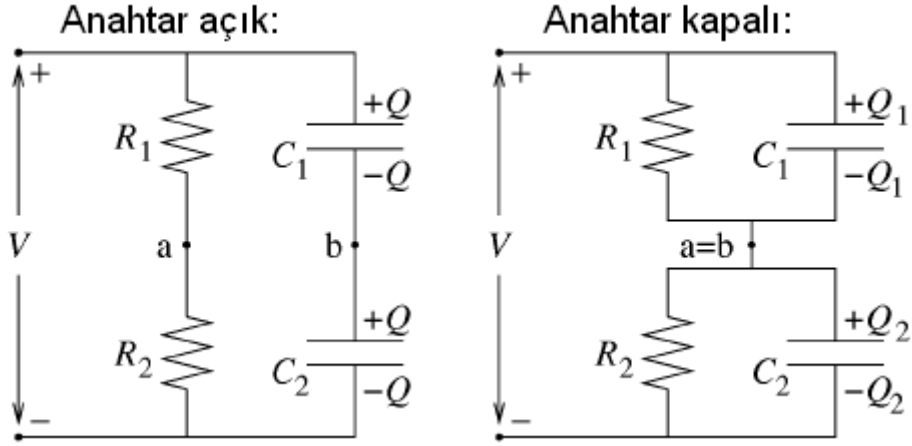 Anahtar açık:
+
V
−
R1
a
R2
C1
+Q
−Q
b
C2
+Q
−Q
Anahtar kapalı:
+
V
−
R1
C1
+Q1
−Q1
a=b
R2
C2
+Q2
−Q2